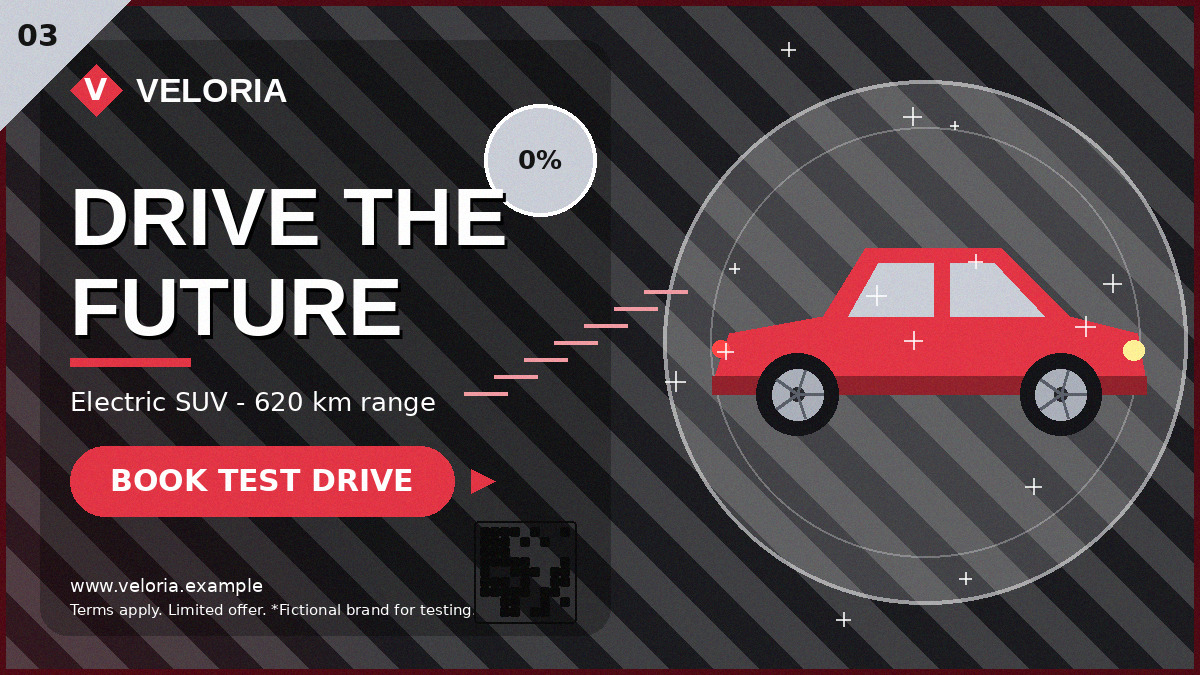 03
V VELORIA
0%
DRIVE THE
FUTURE
Electric SUV - 620 km range
BOOK TEST DRIVE
www.veloria.example
Terms apply. Limited offer. *Fictional brand for testing.